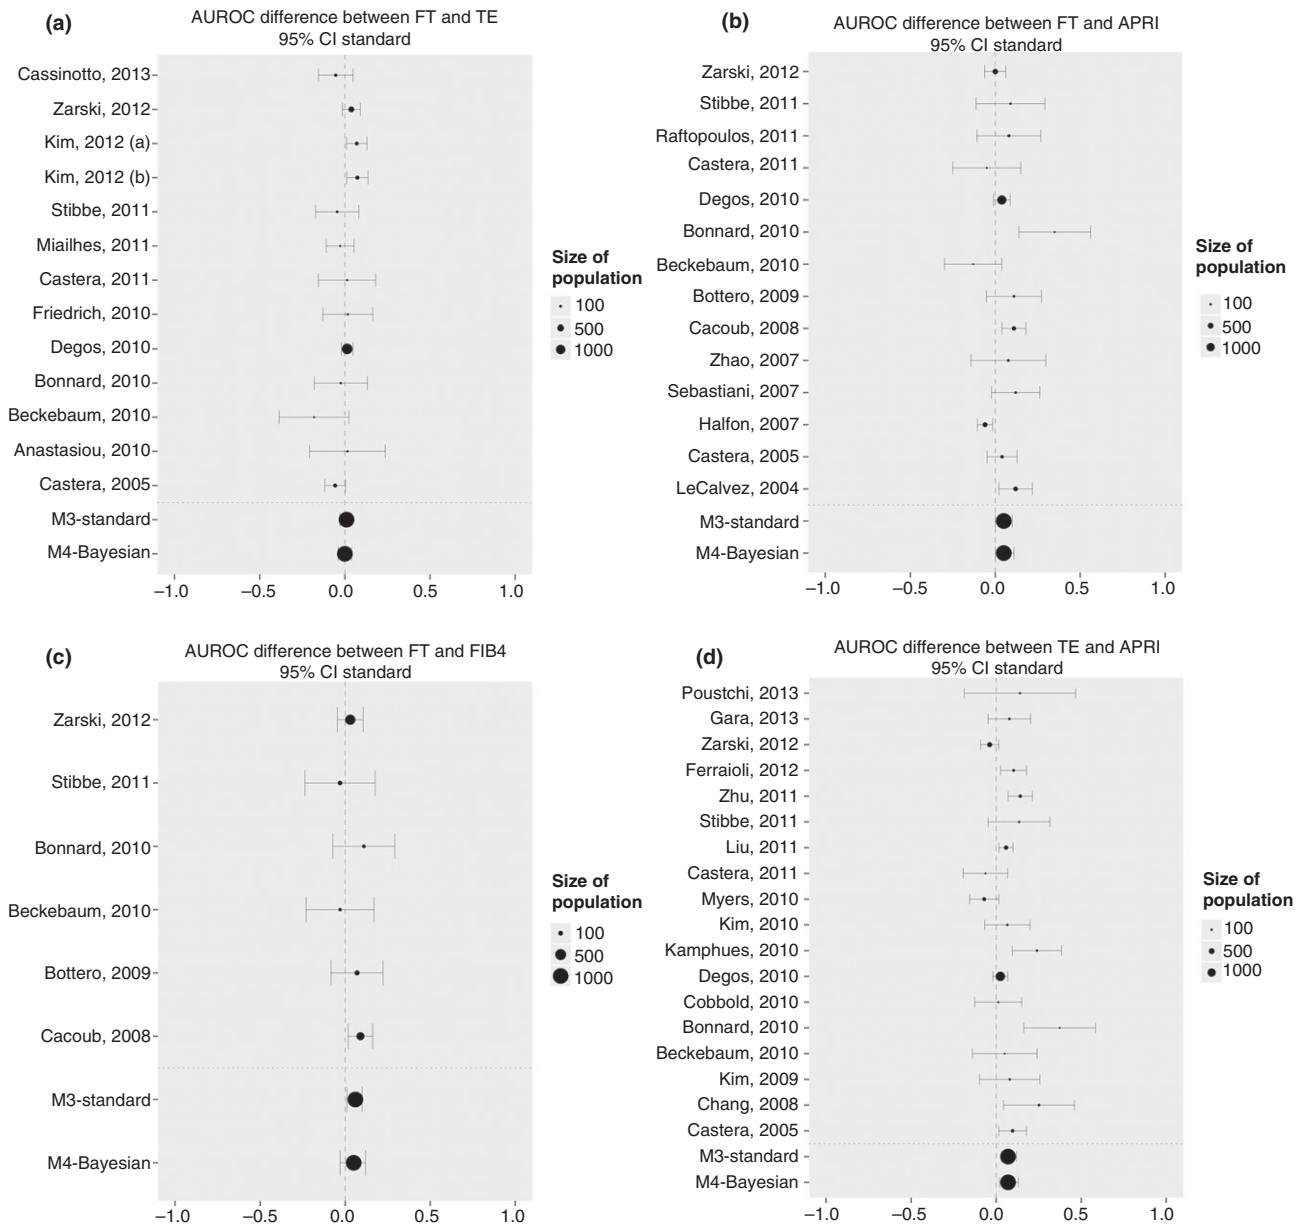 (a)
AUROC difference between FT and TE
95% CI standard
Cassinotto, 2013
Zarski, 2012
Kim, 2012 (a)
Kim, 2012 (b)
Stibbe, 2011
Miailhes, 2011
Castera, 2011
Friedrich, 2010
Degos, 2010
Bonnard, 2010
Beckebaum, 2010
Anastasiou, 2010
Castera, 2005
M3-standard
M4-Bayesian
−1.0 −0.5 0.0 0.5 1.0
Size of
population
100
500
1000
(b)
AUROC difference between FT and APRI
95% CI standard
Zarski, 2012
Stibbe, 2011
Raftopoulos, 2011
Castera, 2011
Degos, 2010
Bonnard, 2010
Beckebaum, 2010
Bottero, 2009
Cacoub, 2008
Zhao, 2007
Sebastiani, 2007
Halfon, 2007
Castera, 2005
LeCalvez, 2004
M3-standard
M4-Bayesian
−1.0 −0.5 0.0 0.5 1.0
Size of
population
100
500
1000
(c)
AUROC difference between FT and FIB4
95% CI standard
Zarski, 2012
Stibbe, 2011
Bonnard, 2010
Beckebaum, 2010
Bottero, 2009
Cacoub, 2008
M3-standard
M4-Bayesian
−1.0 −0.5 0.0 0.5 1.0
Size of
population
100
500
1000
(d)
AUROC difference between TE and APRI
95% CI standard
Poustchi, 2013
Gara, 2013
Zarski, 2012
Ferraioli, 2012
Zhu, 2011
Stibbe, 2011
Liu, 2011
Castera, 2011
Myers, 2010
Kim, 2010
Kamphues, 2010
Degos, 2010
Cobbold, 2010
Bonnard, 2010
Beckebaum, 2010
Kim, 2009
Chang, 2008
Castera, 2005
M3-standard
M4-Bayesian
−1.0 −0.5 0.0 0.5 1.0
Size of
population
100
500
1000